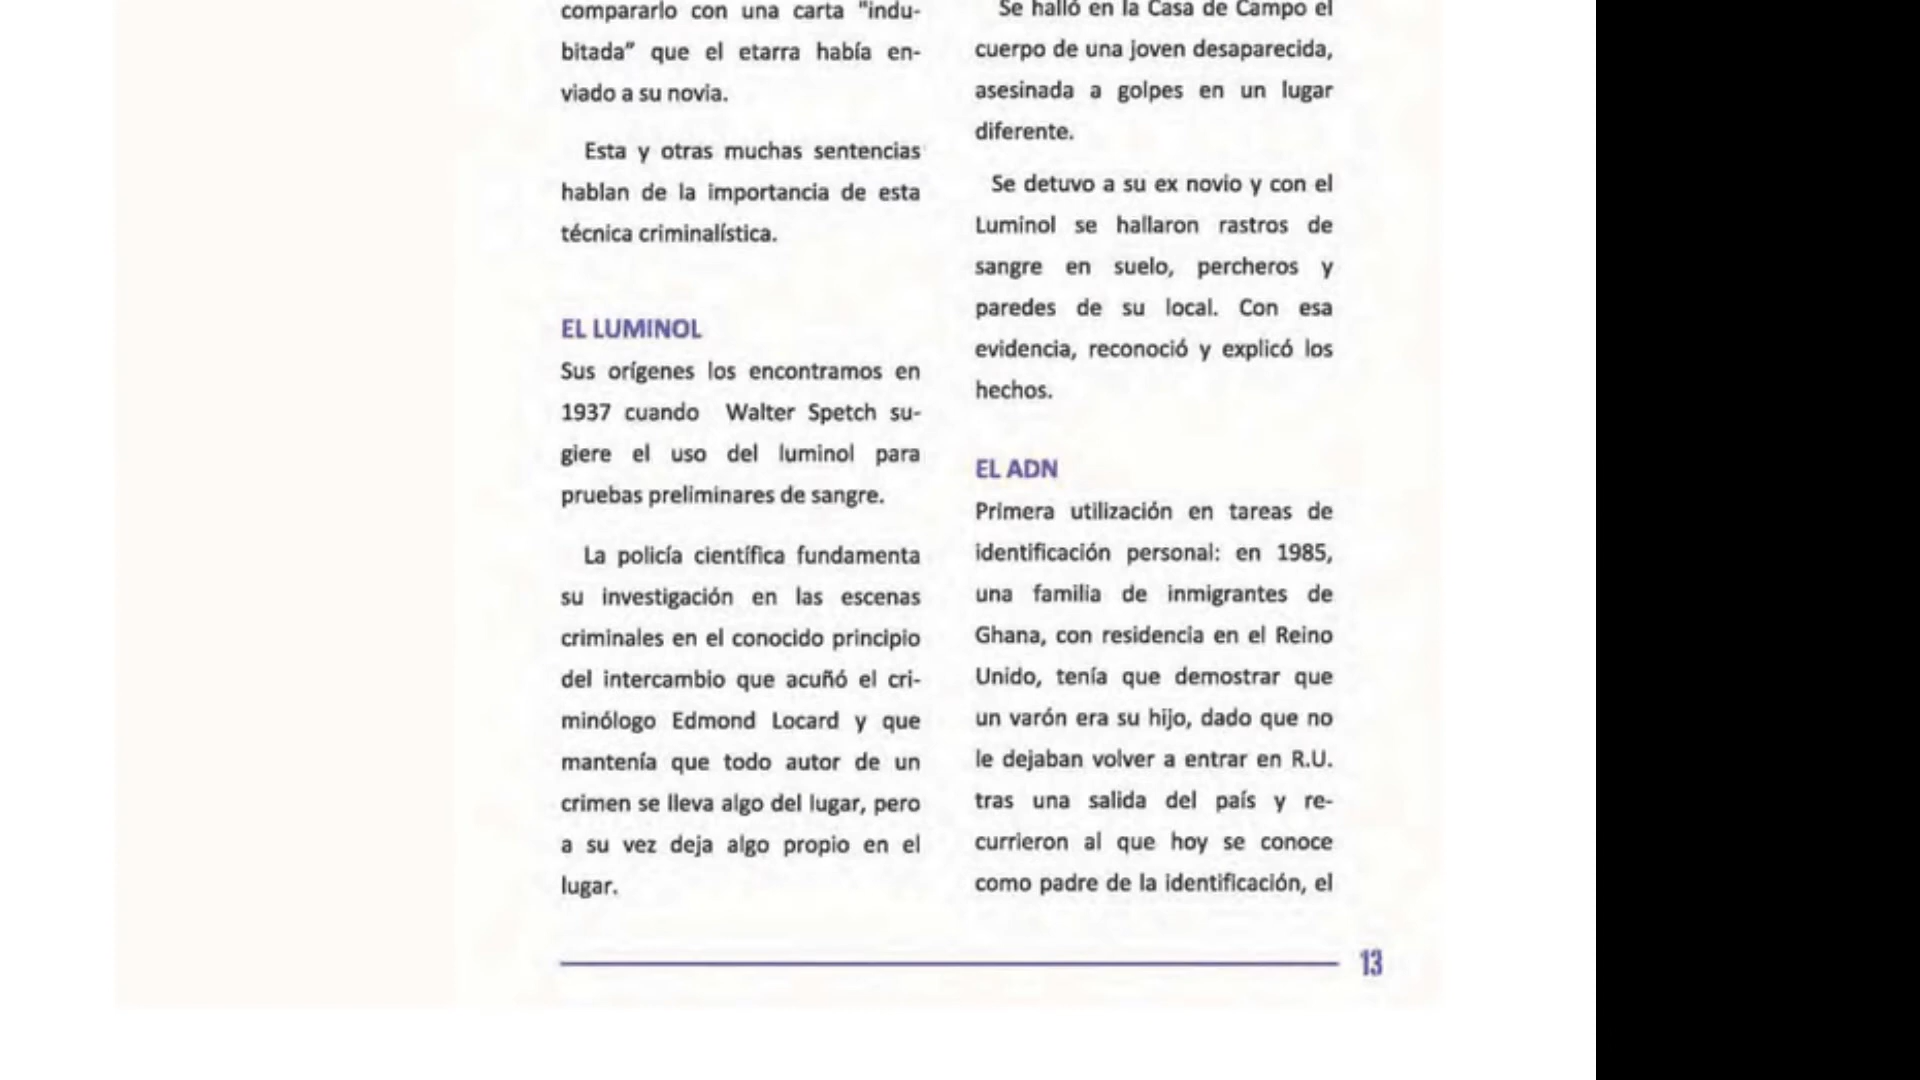 compararlo con una carta "indu-
bitada" que el etarra había en-
viado a su novia.
Esta y otras muchas sentencias
hablan de la importancia de esta
técnica criminalística.
EL LUMINOL
Sus orígenes los encontramos en
1937 cuando Walter Spetch su-
giere el uso del luminol para
pruebas preliminares de sangre.
La policía científica fundamenta
su investigación en las escenas
criminales en el conocido principio
del intercambio que acuñó el cri-
minólogo Edmond Locard y que
mantenía que todo autor de un
crimen se lleva algo del lugar, pero
a su vez deja algo propio en el
lugar.
Se halló en la Casa de Campo el
cuerpo de una joven desaparecida,
asesinada a golpes en un lugar
diferente.
Se detuvo a su ex novio y con el
Luminol se hallaron rastros de
sangre en suelo, percheros y
paredes de su local. Con esa
evidencia, reconoció y explicó los
hechos.
EL ADN
Primera utilización en tareas de
identificación personal: en 1985,
una familia de inmigrantes de
Ghana, con residencia en el Reino
Unido, tenía que demostrar que
un varón era su hijo, dado que no
le dejaban volver a entrar en R.U.
tras una salida del país y re-
currieron al que hoy se conoce
como padre de la identificación, el
13